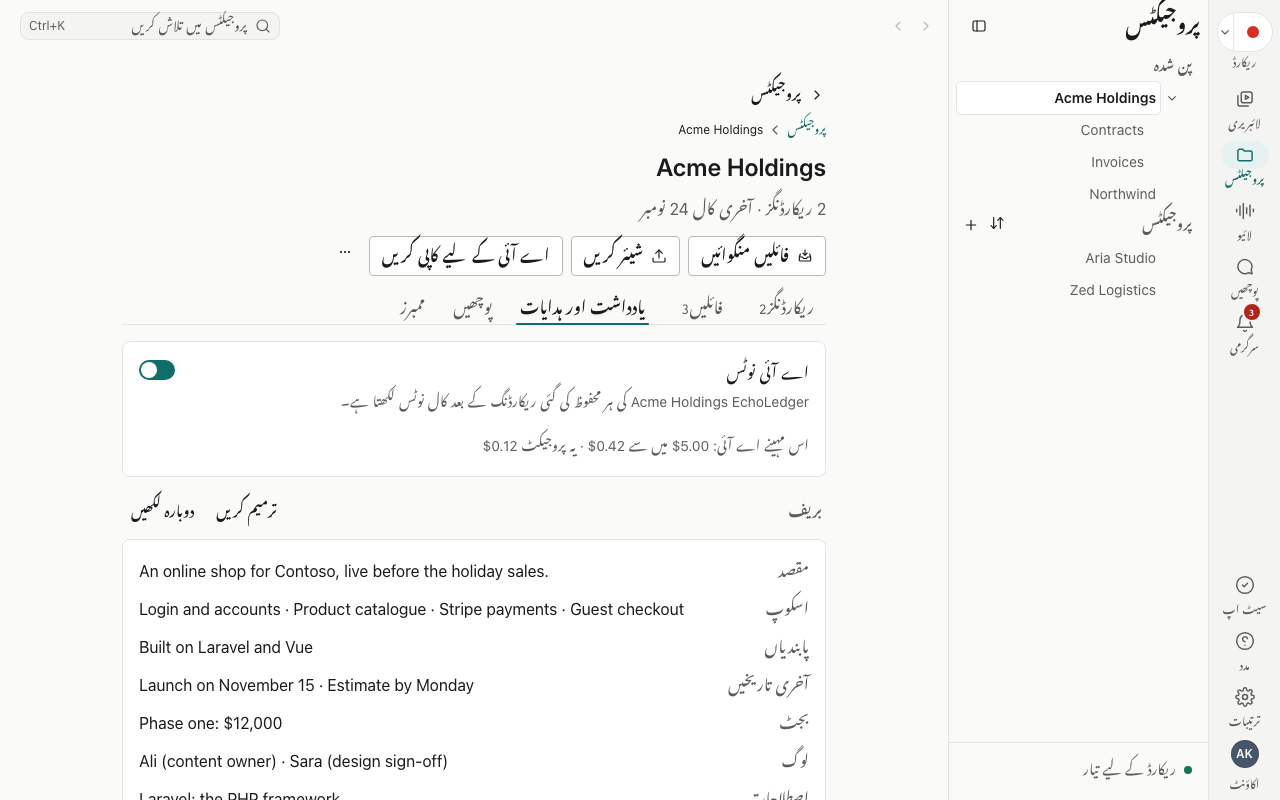 ریکارڈ
لائبریری
پروجیکٹس
لائیو
پوچھیں
3
سرگرمی
سیٹ اپ
مدد
ترتیبات
AK
اکاؤنٹ
پروجیکٹس
پن شدہ
Acme Holdings
Contracts
Invoices
Northwind
پروجیکٹس
Aria Studio
Zed Logistics
ریکارڈ کے لیے تیار
پروجیکٹس میں تلاش کریں Ctrl+K
پروجیکٹس
پروجیکٹس Acme Holdings
Acme Holdings
2 ریکارڈنگز · آخری کال 24 نومبر
فائلیں منگوائیں شیئر کریں اے آئی کے لیے کاپی کریں ···
ریکارڈنگز2 فائلیں3 یادداشت اور ہدایات پوچھیں ممبرز
اے آئی نوٹس
Acme Holdings EchoLedger کی ہر محفوظ کی گئی ریکارڈنگ کے بعد کال نوٹس لکھتا ہے۔
اس مہینے اے آئی: $5.00 میں سے $0.42 · یہ پروجیکٹ $0.12
بریف ترمیم کریں دوبارہ لکھیں
مقصد An online shop for Contoso, live before the holiday sales.
اسکوپ Login and accounts · Product catalogue · Stripe payments · Guest checkout
پابندیاں Built on Laravel and Vue
آخری تاریخیں Launch on November 15 · Estimate by Monday
بجٹ Phase one: $12,000
لوگ Ali (content owner) · Sara (design sign-off)
اصطلاحات Laravel: the PHP framework